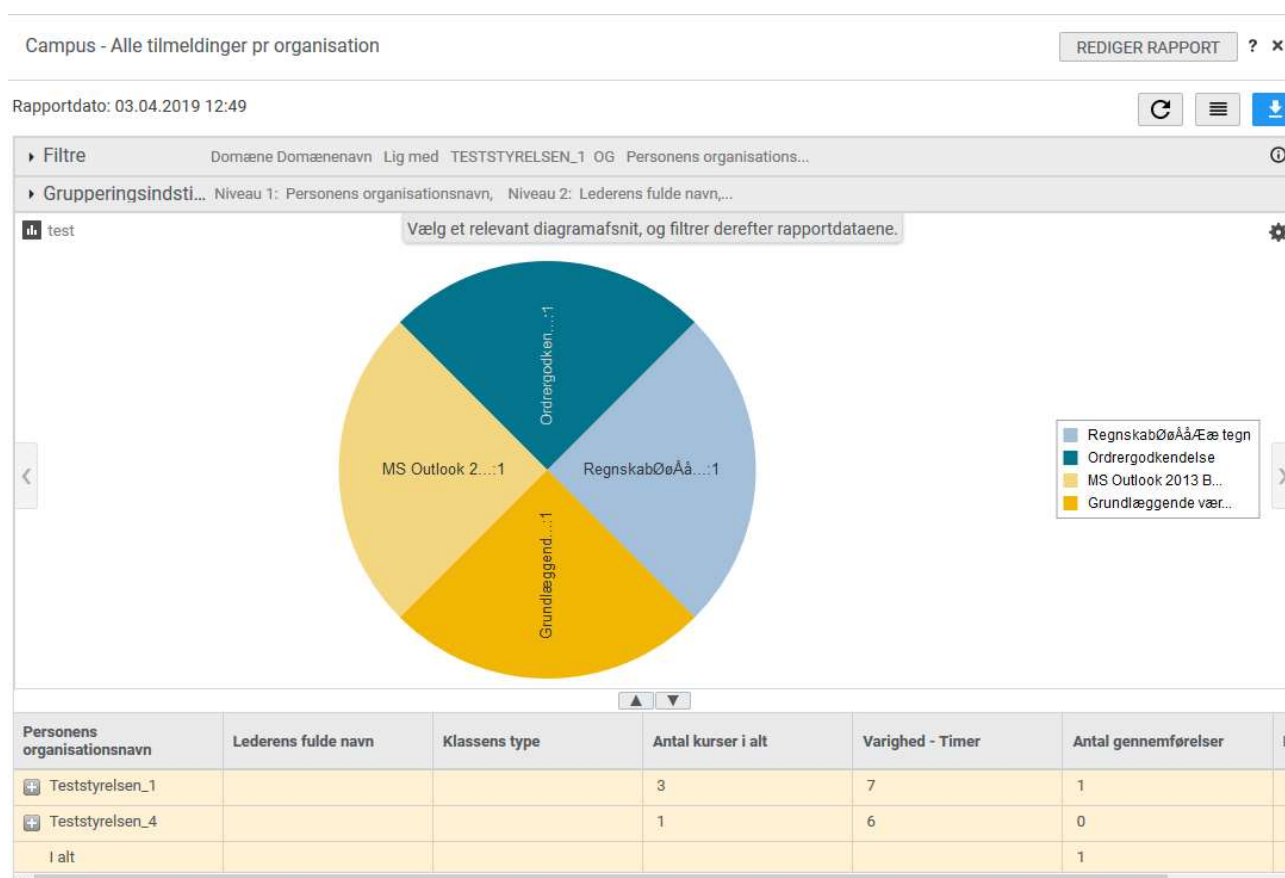 Campus - Alle tilmeldinger pr organisation
REDIGER RAPPORT ? ×
Rapportdato: 03.04.2019 12:49
Filtre Domæne Domænenavn Lig med TESTSTYRELSEN_1 OG Personens organisations...
Grupperingsindsti... Niveau 1: Personens organisationsnavn, Niveau 2: Lederens fulde navn,...
test
Vælg et relevant diagramafsnit, og filtrer derefter rapportdataene.
Ordrergodken...:1
MS Outlook 2...:1
RegnskabØøÅå...:1
Grundlæggend...:1
RegnskabØøÅåÆæ tegn
Ordrergodkendelse
MS Outlook 2013 B...
Grundlæggende vær...
Personens organisationsnavn Lederens fulde navn Klassens type Antal kurser i alt Varighed - Timer Antal gennemførelser
Teststyrelsen_1 3 7 1
Teststyrelsen_4 1 6 0
I alt 1